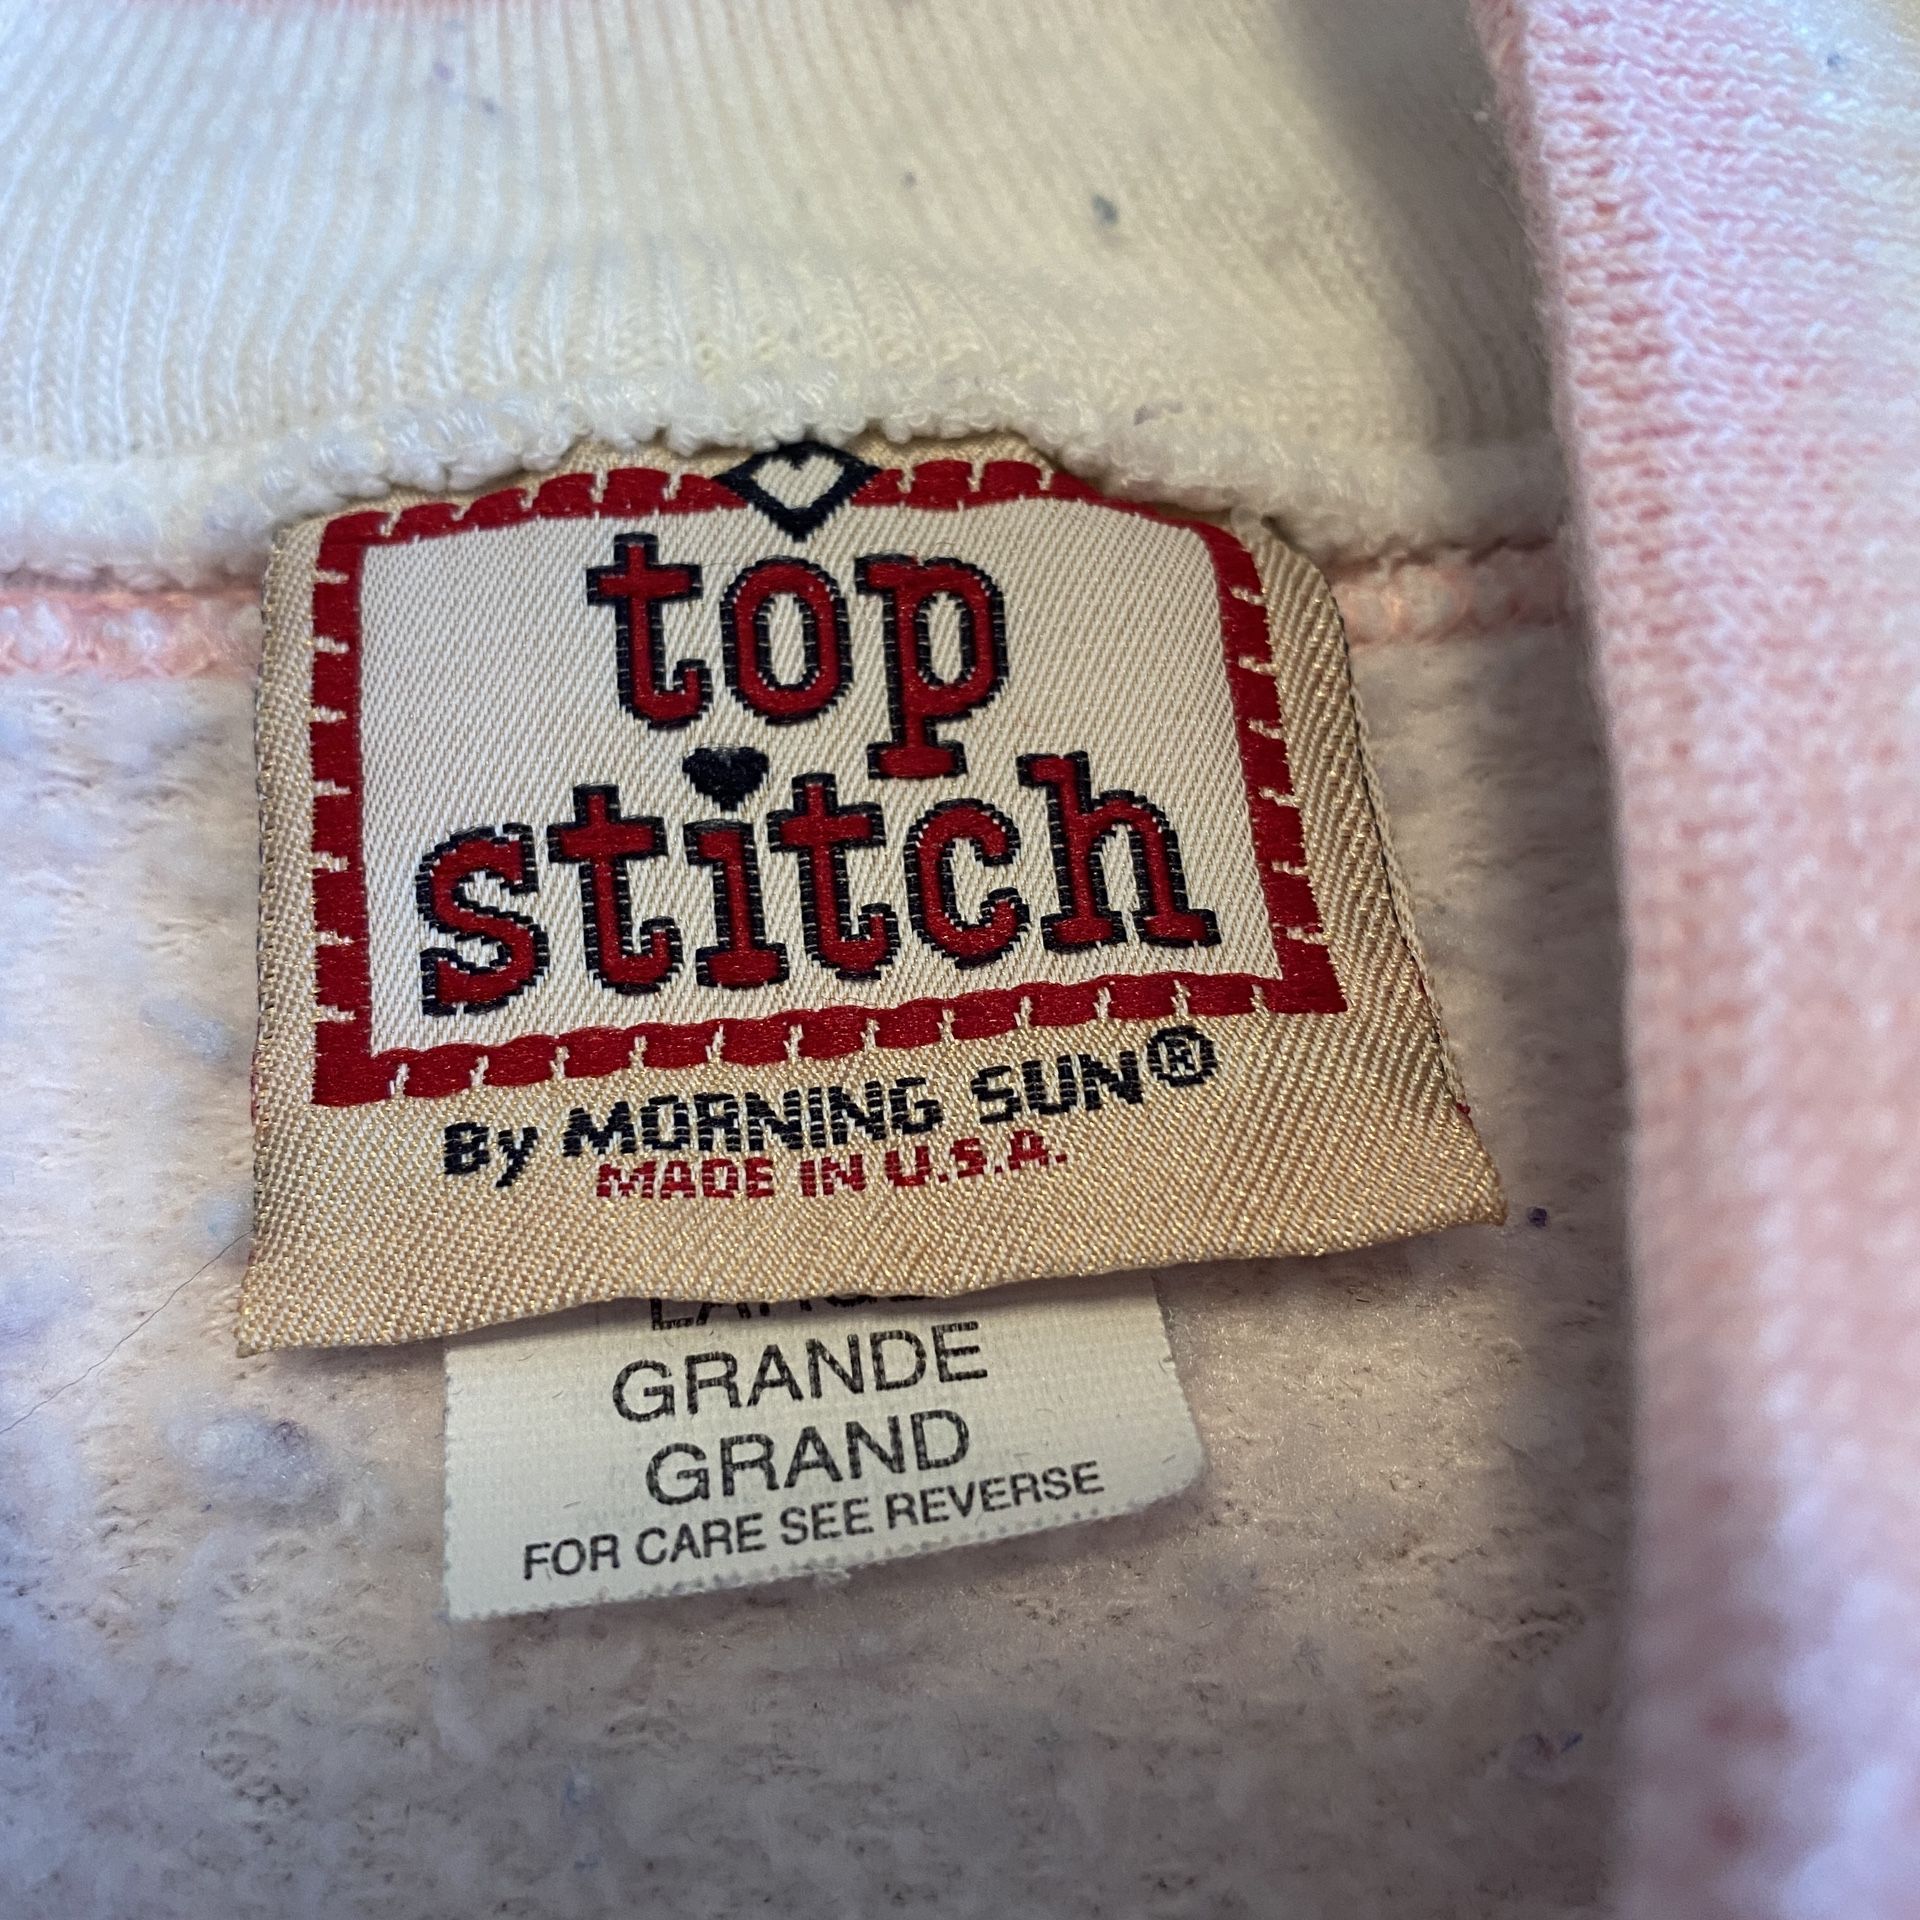 top
stitch
By MORNING SUN®
MADE IN U.S.A.
GRANDE
GRAND
FOR CARE SEE REVERSE